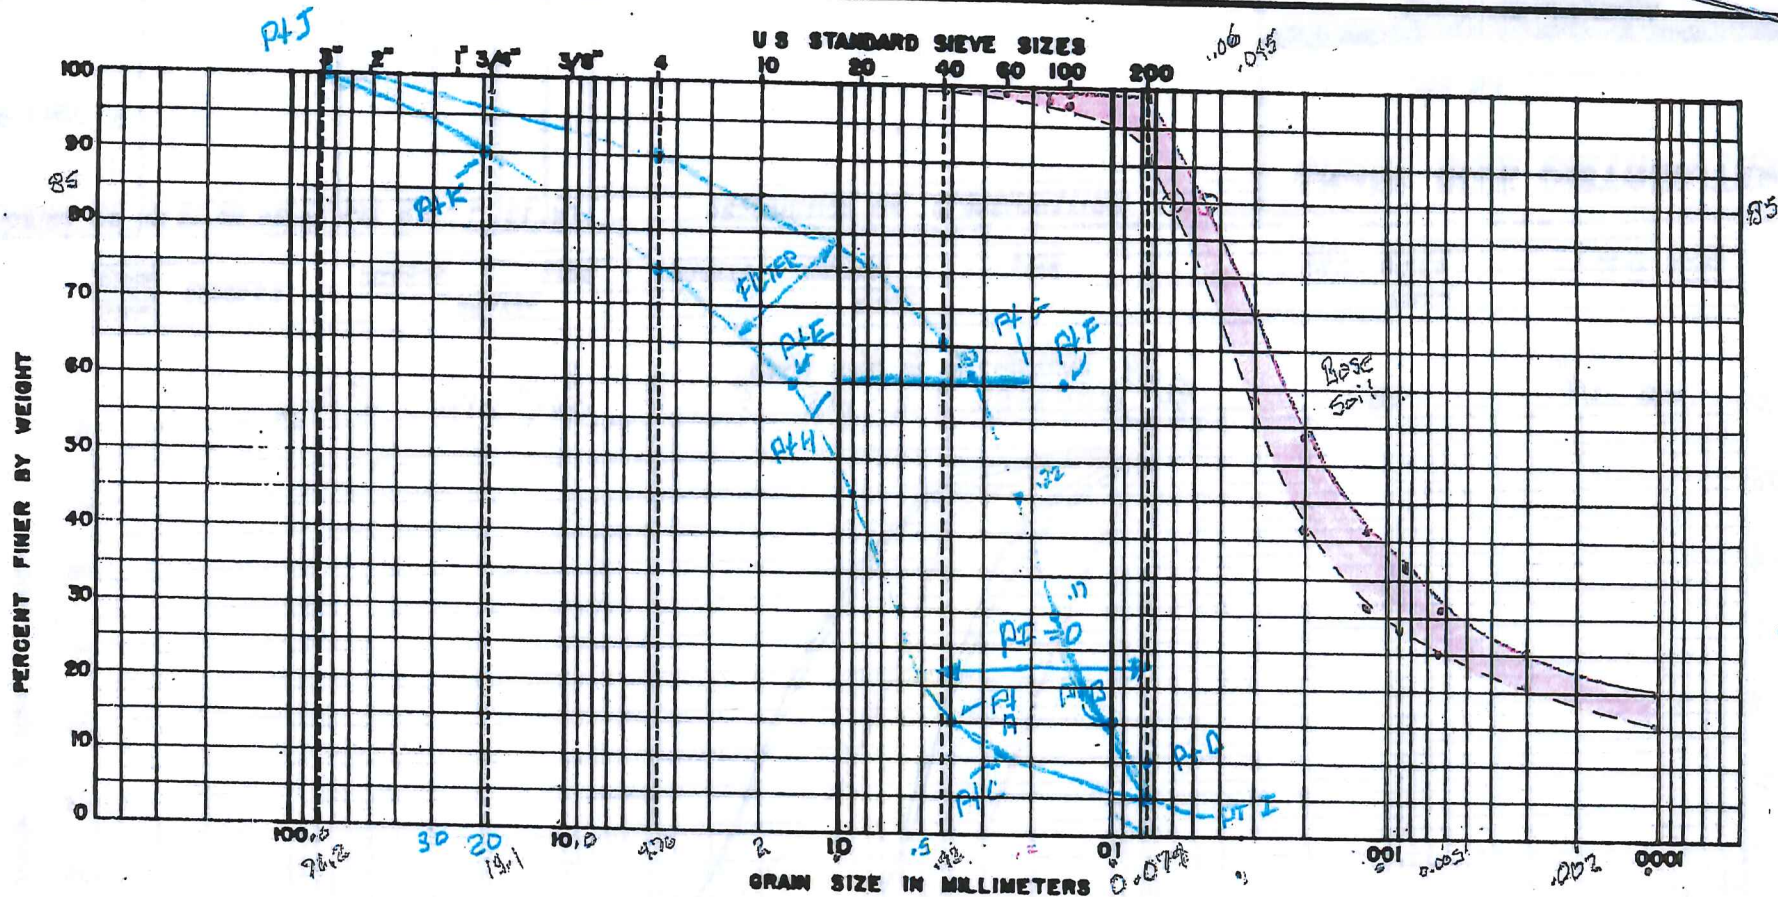 Pt J
U S STANDARD SIEVE SIZES
.06
.045
3" 2" 1" 3/4" 3/8" 4 10 20 40 60 100 200
100
90
85
80
70
60
50
40
30
20
10
0
85
PERCENT FINER BY WEIGHT
Pt K
FILTER
Pt E
Pt G
Pt F
Base
Soil
Pt H
.22
.17
PI = 0
Pt
A
Pt B
Pt D
Pt C
PT I
100.0 10.0 1.0 .01 .001 .0001
76.2 30 20 19.1 4.76 2 .5 .42 0.074 0.005 .002
GRAIN SIZE IN MILLIMETERS